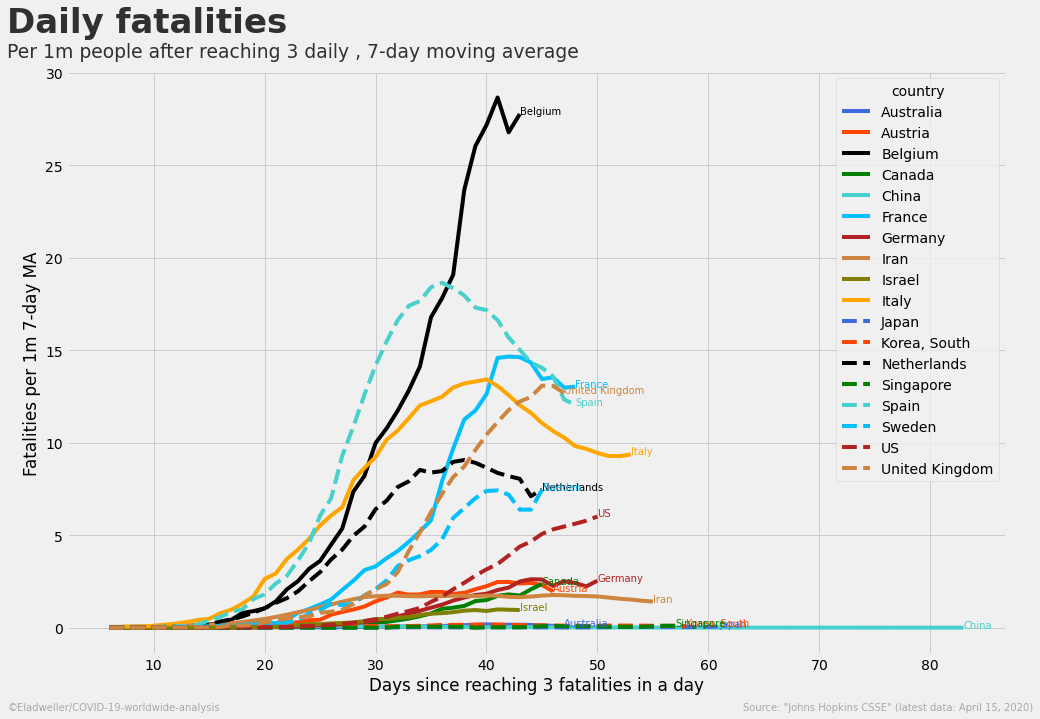 Daily fatalities
Per 1m people after reaching 3 daily , 7-day moving average
Fatalities per 1m 7-day MA
30
25
20
15
10
5
0
country
Australia
Austria
Belgium
Canada
China
France
Germany
Iran
Israel
Italy
Japan
Korea, South
Netherlands
Singapore
Spain
Sweden
US
United Kingdom
Belgium
France
United Kingdom
Spain
Italy
Netherlands
US
Germany
Canada
Austria
Iran
Israel
Australia
Singapore
Korea, South
China
10 20 30 40 50 60 70 80
Days since reaching 3 fatalities in a day
©Eladweller/COVID-19-worldwide-analysis
Source: "Johns Hopkins CSSE" (latest data: April 15, 2020)